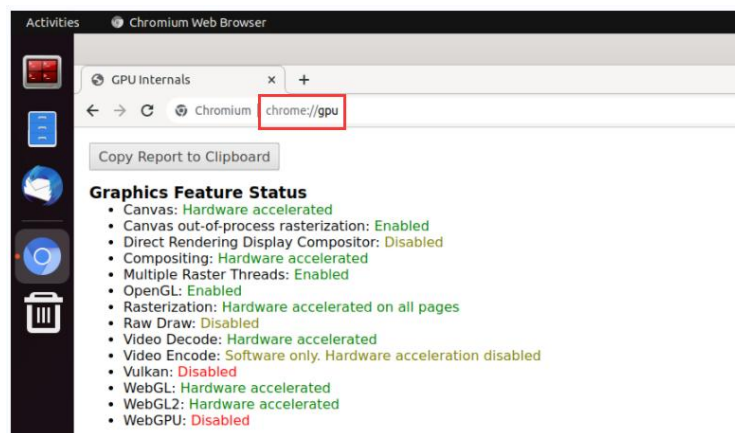 Activities Chromium Web Browser
GPU Internals × +
Chromium chrome://gpu
Copy Report to Clipboard
Graphics Feature Status
• Canvas: Hardware accelerated
• Canvas out-of-process rasterization: Enabled
• Direct Rendering Display Compositor: Disabled
• Compositing: Hardware accelerated
• Multiple Raster Threads: Enabled
• OpenGL: Enabled
• Rasterization: Hardware accelerated on all pages
• Raw Draw: Disabled
• Video Decode: Hardware accelerated
• Video Encode: Software only. Hardware acceleration disabled
• Vulkan: Disabled
• WebGL: Hardware accelerated
• WebGL2: Hardware accelerated
• WebGPU: Disabled